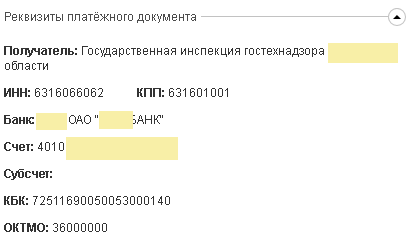 Реквизиты платёжного документа
Получатель: Государственная инспекция гостехнадзора
области
ИНН: 6316066062 КПП: 631601001
Банк: ОАО " БАНК"
Счет: 4010
Субсчет:
КБК: 72511690050053000140
ОКТМО: 36000000